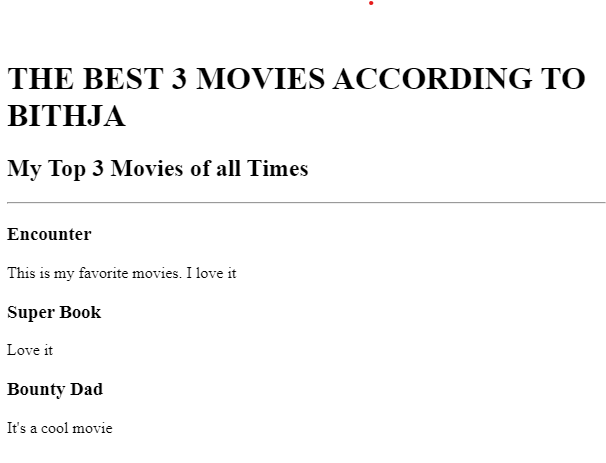 THE BEST 3 MOVIES ACCORDING TO
BITHJA
My Top 3 Movies of all Times
Encounter
This is my favorite movies. I love it
Super Book
Love it
Bounty Dad
It's a cool movie